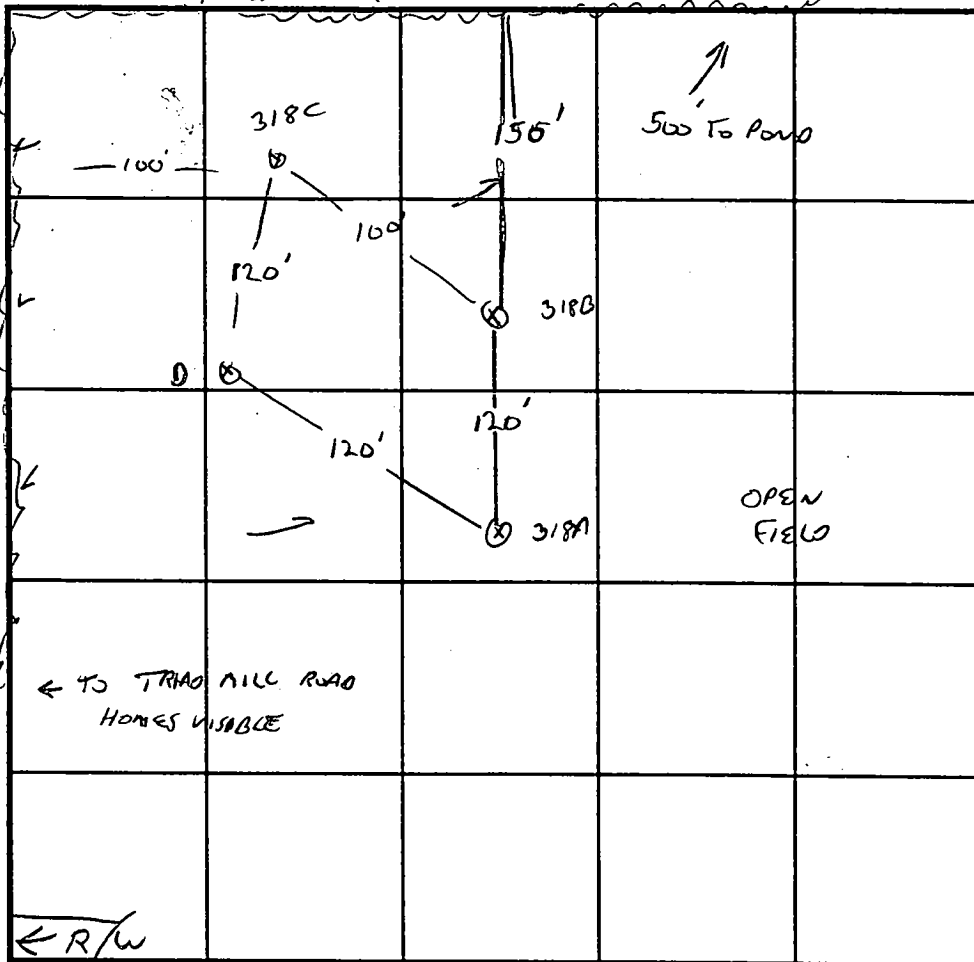 318C
155'
500' TO POND
100'
100'
120'
318B
D
120'
120'
318A
OPEN
FIELD
← TO TRIAD MILL ROAD
HOMES VISIBLE
← R/W